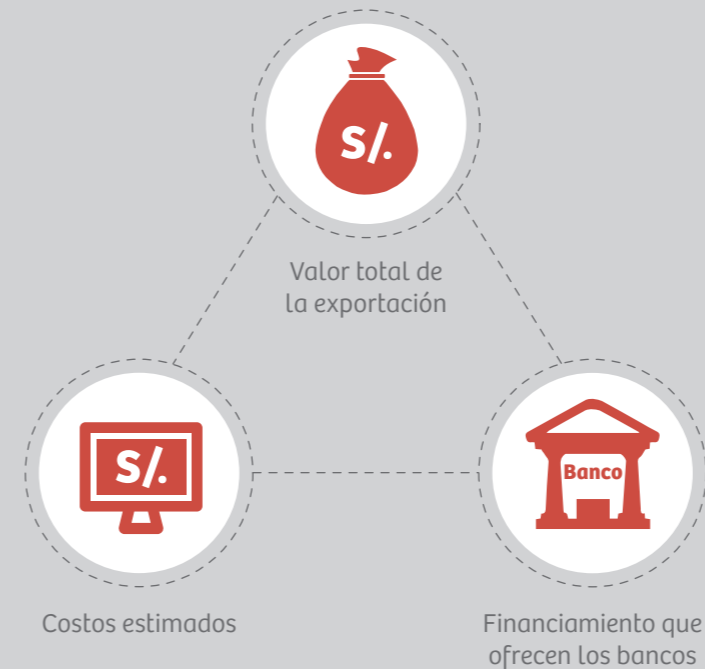 S/.
Valor total de
la exportación
S/.
Costos estimados
Banco
Financiamiento que
ofrecen los bancos